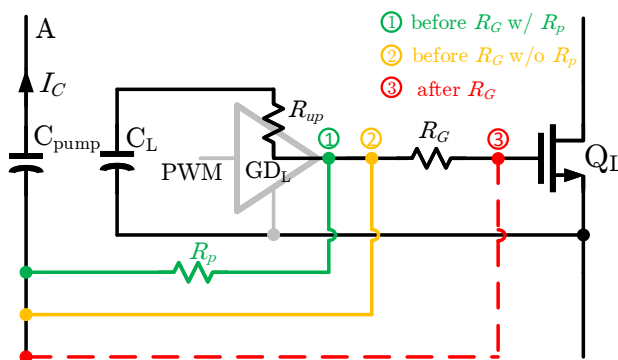 A
① before R_G w/ R_p
② before R_G w/o R_p
③ after R_G
I_C
C_pump
C_L
R_up
PWM
GD_L
①
②
R_G
③
Q_L
R_p